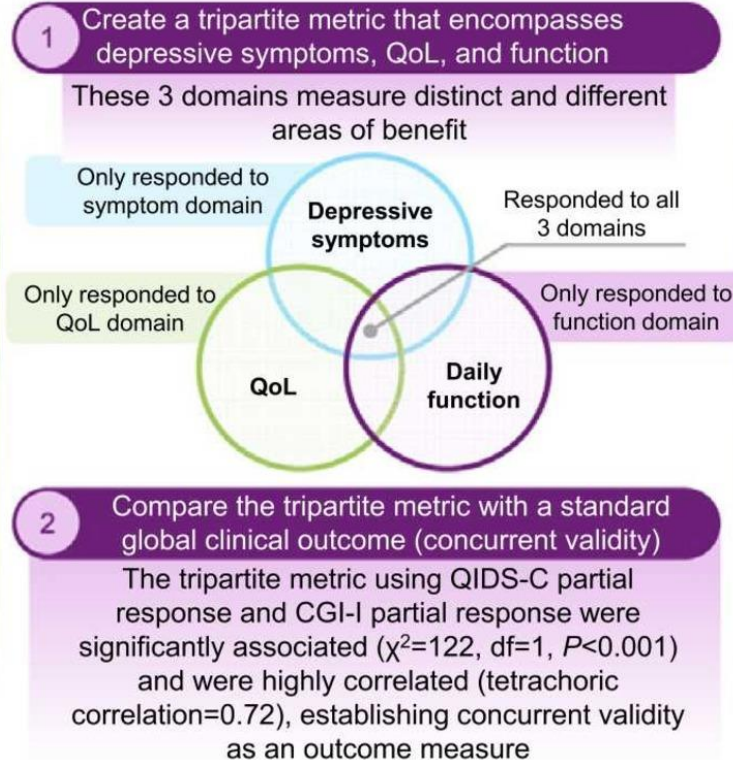 1
Create a tripartite metric that encompasses
depressive symptoms, QoL, and function
These 3 domains measure distinct and different
areas of benefit
Only responded to
symptom domain
Depressive
symptoms
Responded to all
3 domains
Only responded to
QoL domain
Only responded to
function domain
QoL
Daily
function
2
Compare the tripartite metric with a standard
global clinical outcome (concurrent validity)
The tripartite metric using QIDS-C partial
response and CGI-I partial response were
significantly associated (χ²=122, df=1, P<0.001)
and were highly correlated (tetrachoric
correlation=0.72), establishing concurrent validity
as an outcome measure